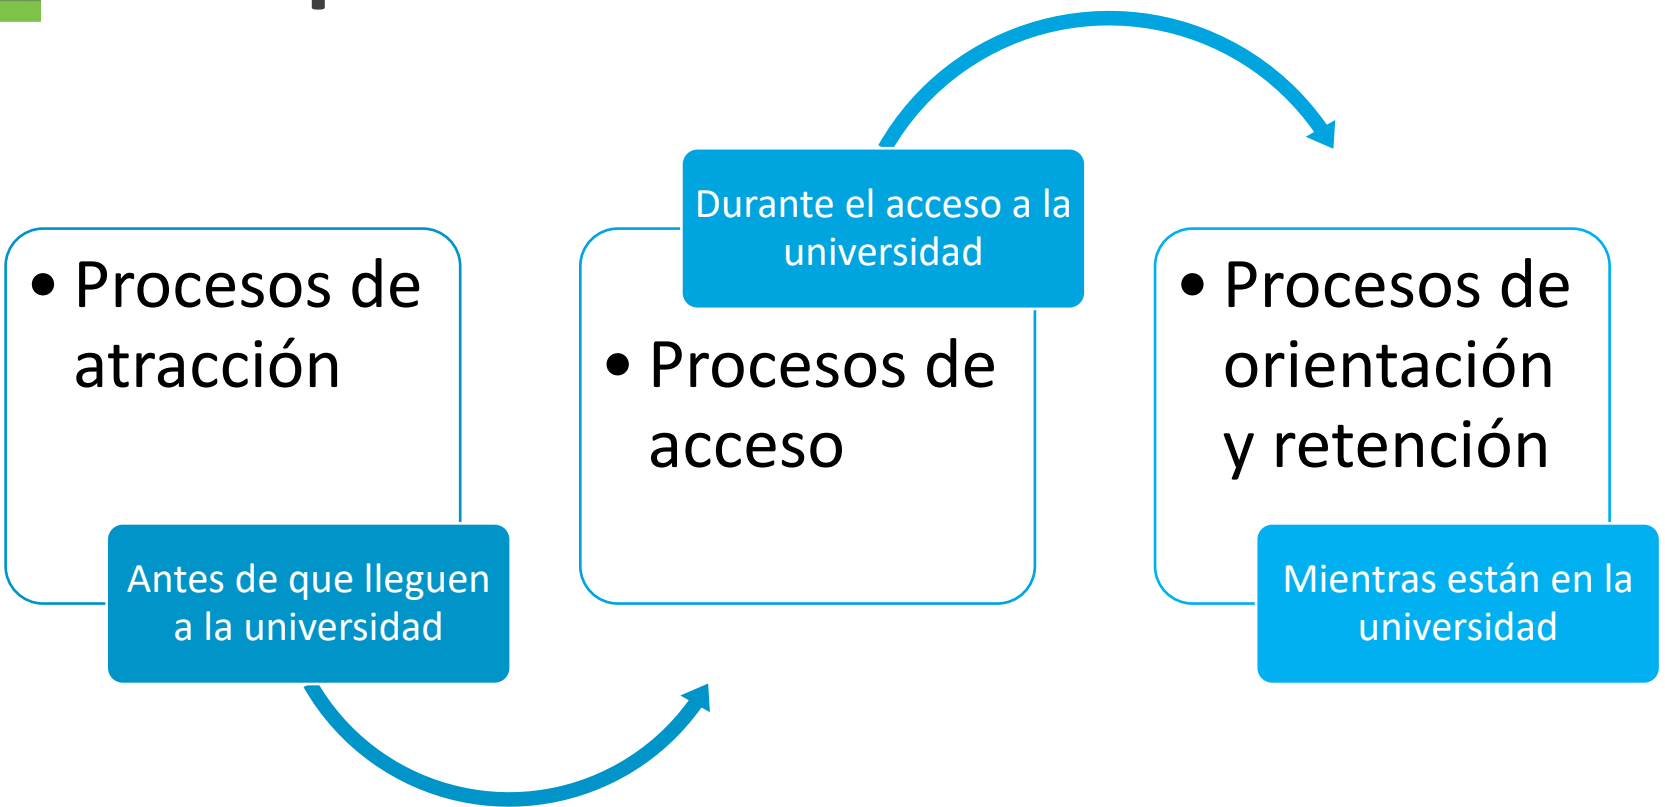 • Procesos de
atracción
Antes de que lleguen
a la universidad
Durante el acceso a la
universidad
• Procesos de
acceso
• Procesos de
orientación
y retención
Mientras están en la
universidad